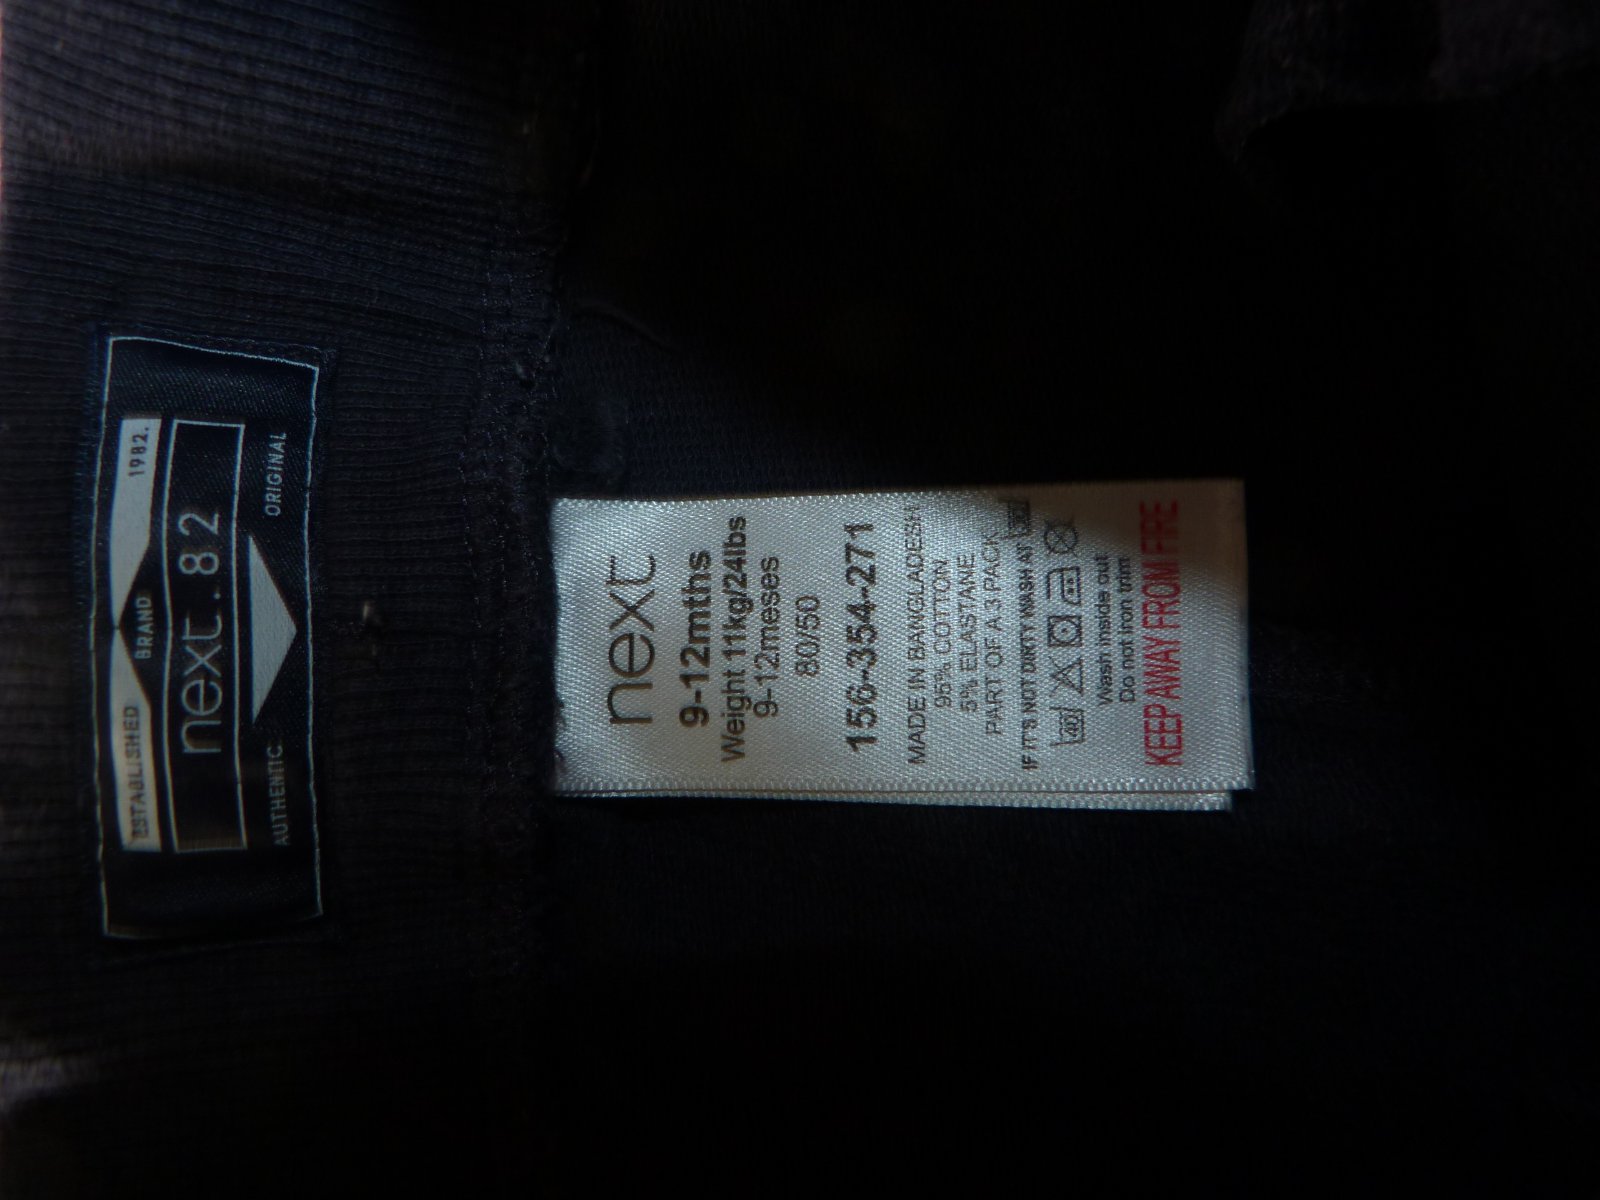 ESTABLISHED BRAND 1982.
next.82
AUTHENTIC ORIGINAL
next
9-12mths
Weight 11kg/24lbs
9-12meses
80/50
156-354-271
MADE IN BANGLADESH
95% COTTON
5% ELASTANE
PART OF A 3 PACK
IF IT'S NOT DIRTY WASH AT 30
40
Wash inside out
Do not iron trim
KEEP AWAY FROM FIRE